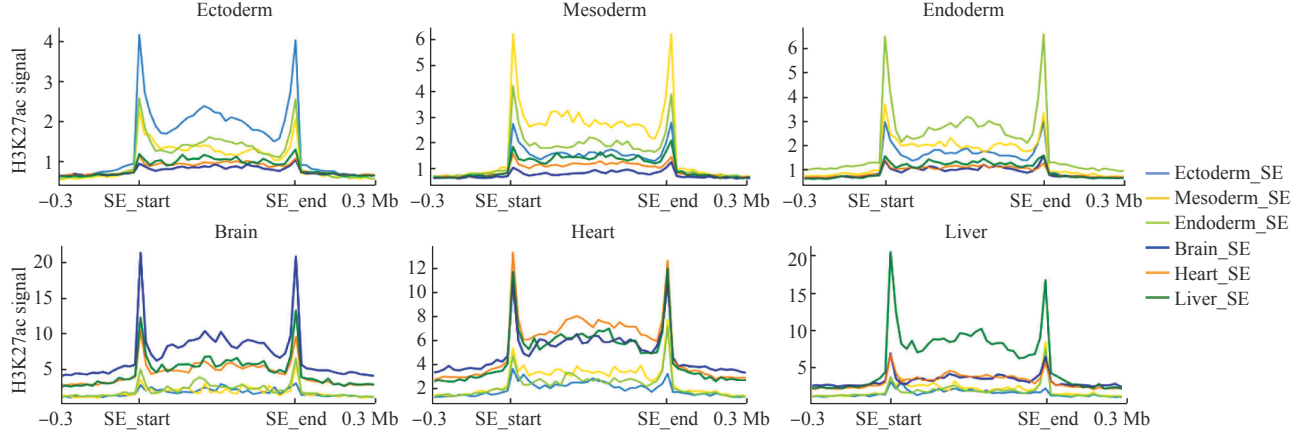 Ectoderm
Mesoderm
Endoderm
H3K27ac signal
4
3
2
1
6
5
4
3
2
1
6
5
4
3
2
1
−0.3 SE_start SE_end 0.3 Mb
−0.3 SE_start SE_end 0.3 Mb
−0.3 SE_start SE_end 0.3 Mb
Brain
Heart
Liver
H3K27ac signal
20
15
10
5
12
10
8
6
4
2
20
15
10
5
−0.3 SE_start SE_end 0.3 Mb
−0.3 SE_start SE_end 0.3 Mb
−0.3 SE_start SE_end 0.3 Mb
Ectoderm_SE
Mesoderm_SE
Endoderm_SE
Brain_SE
Heart_SE
Liver_SE